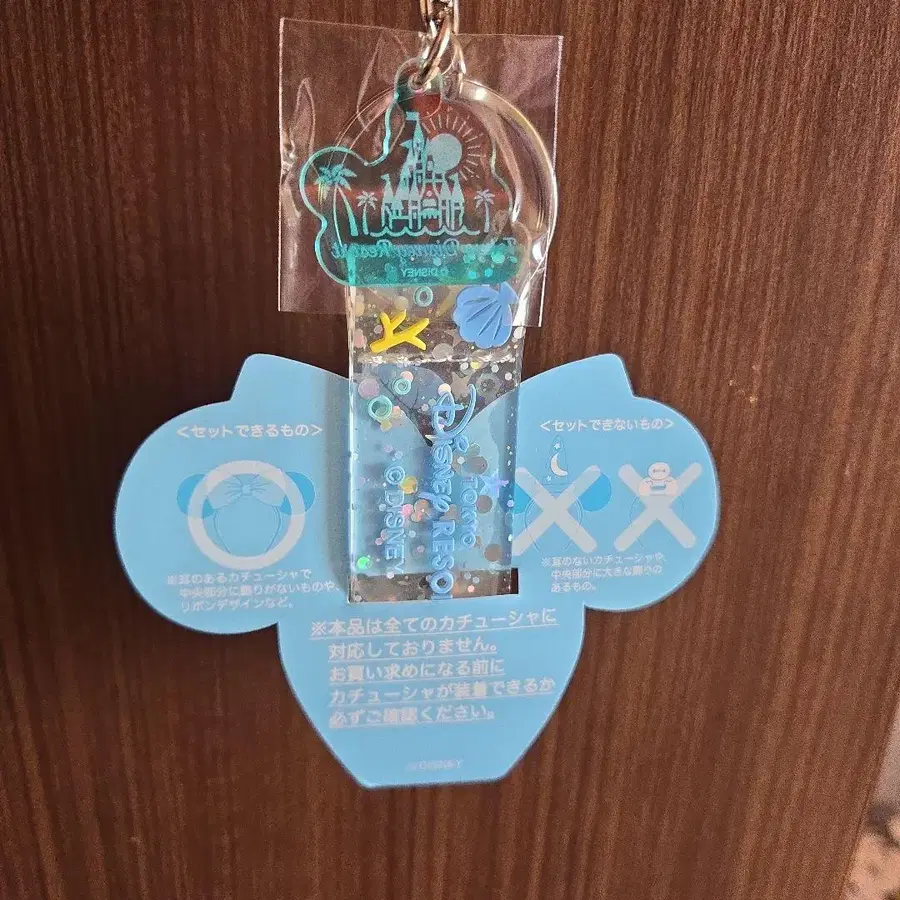 Tokyo Disney Resort
© DISNEY
TOKYO
DISNEY RESO
© DISNEY
<セットできるもの>
※耳のあるカチューシャで
中央部分に飾りがないものや、
リボンデザインなど。
<セットできないもの>
※耳のないカチューシャや、
中央部分に大きな飾りの
あるもの。
※本品は全てのカチューシャに
対応しておりません。
お買い求めになる前に
カチューシャが装着できるか
必ずご確認ください。
© DISNEY